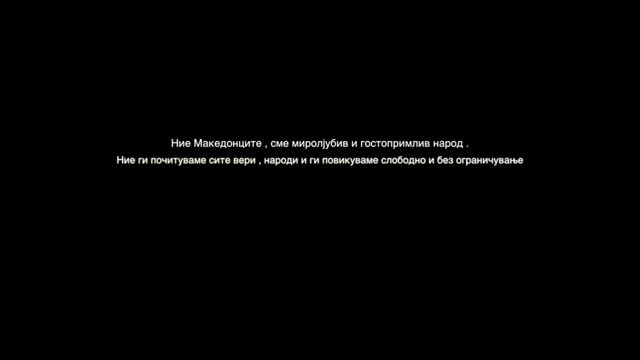 Ние Македонците , сме миролјубив и гостопримлив народ .
Ние ги почитуваме сите вери , народи и ги повикуваме слободно и без ограничување